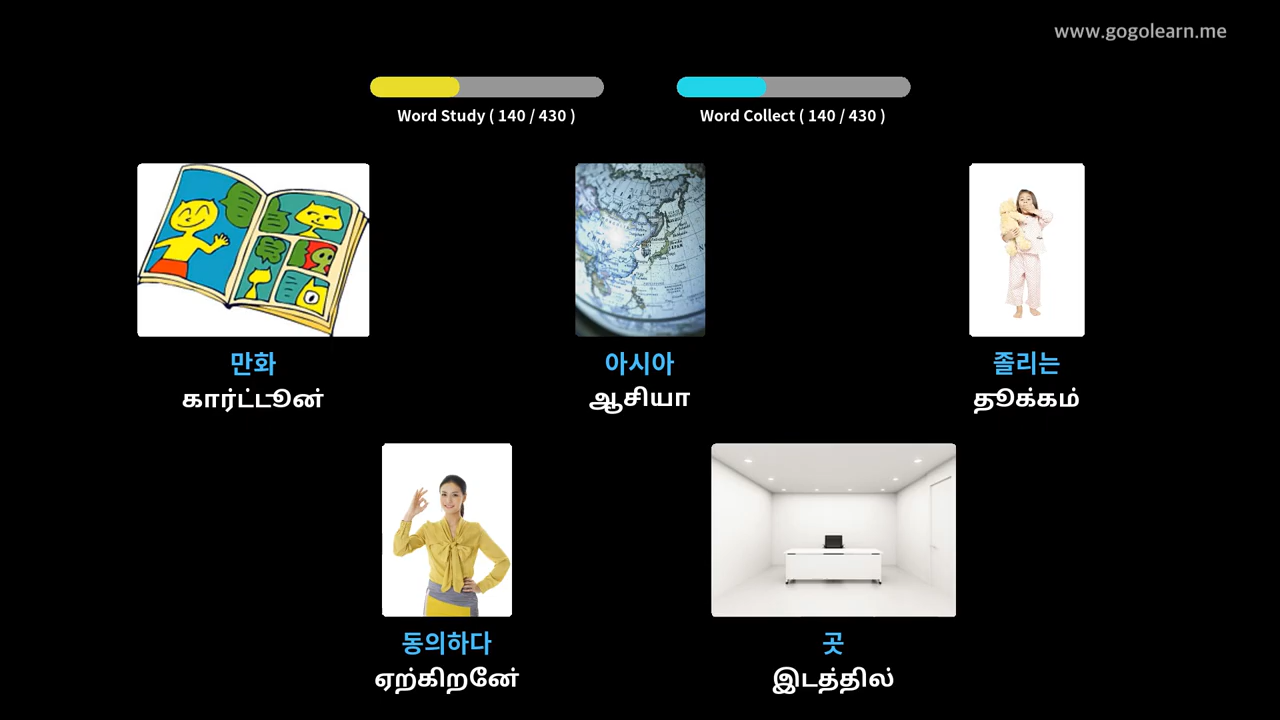 www.gogolearn.me
Word Study ( 140 / 430 )
Word Collect ( 140 / 430 )
만화
கார்ட்டூன்
아시아
ஆசியா
졸리는
தூக்கம்
동의하다
ஏற்கிறனே்
곳
இடத்தில்